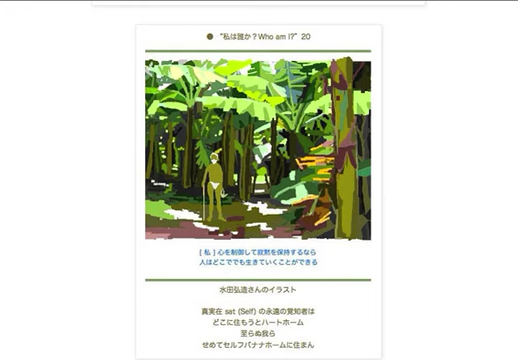 ● “私は誰か？Who am I?” 20
[ 私 ] 心を制御して寂黙を保持するなら
人はどこででも生きていくことができる
水田弘造さんのイラスト
真実在 sat (Self) の永遠の覚知者は
どこに住もうとハートホーム
至らぬ我ら
せめてセルフバナナホームに住まん